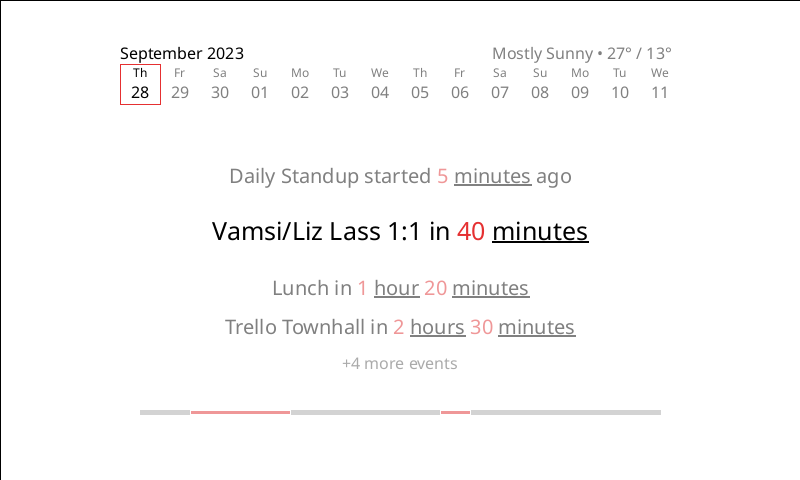 September 2023 Mostly Sunny • 27° / 13°
Th Fr Sa Su Mo Tu We Th Fr Sa Su Mo Tu We
28 29 30 01 02 03 04 05 06 07 08 09 10 11
Daily Standup started 5 minutes ago
Vamsi/Liz Lass 1:1 in 40 minutes
Lunch in 1 hour 20 minutes
Trello Townhall in 2 hours 30 minutes
+4 more events